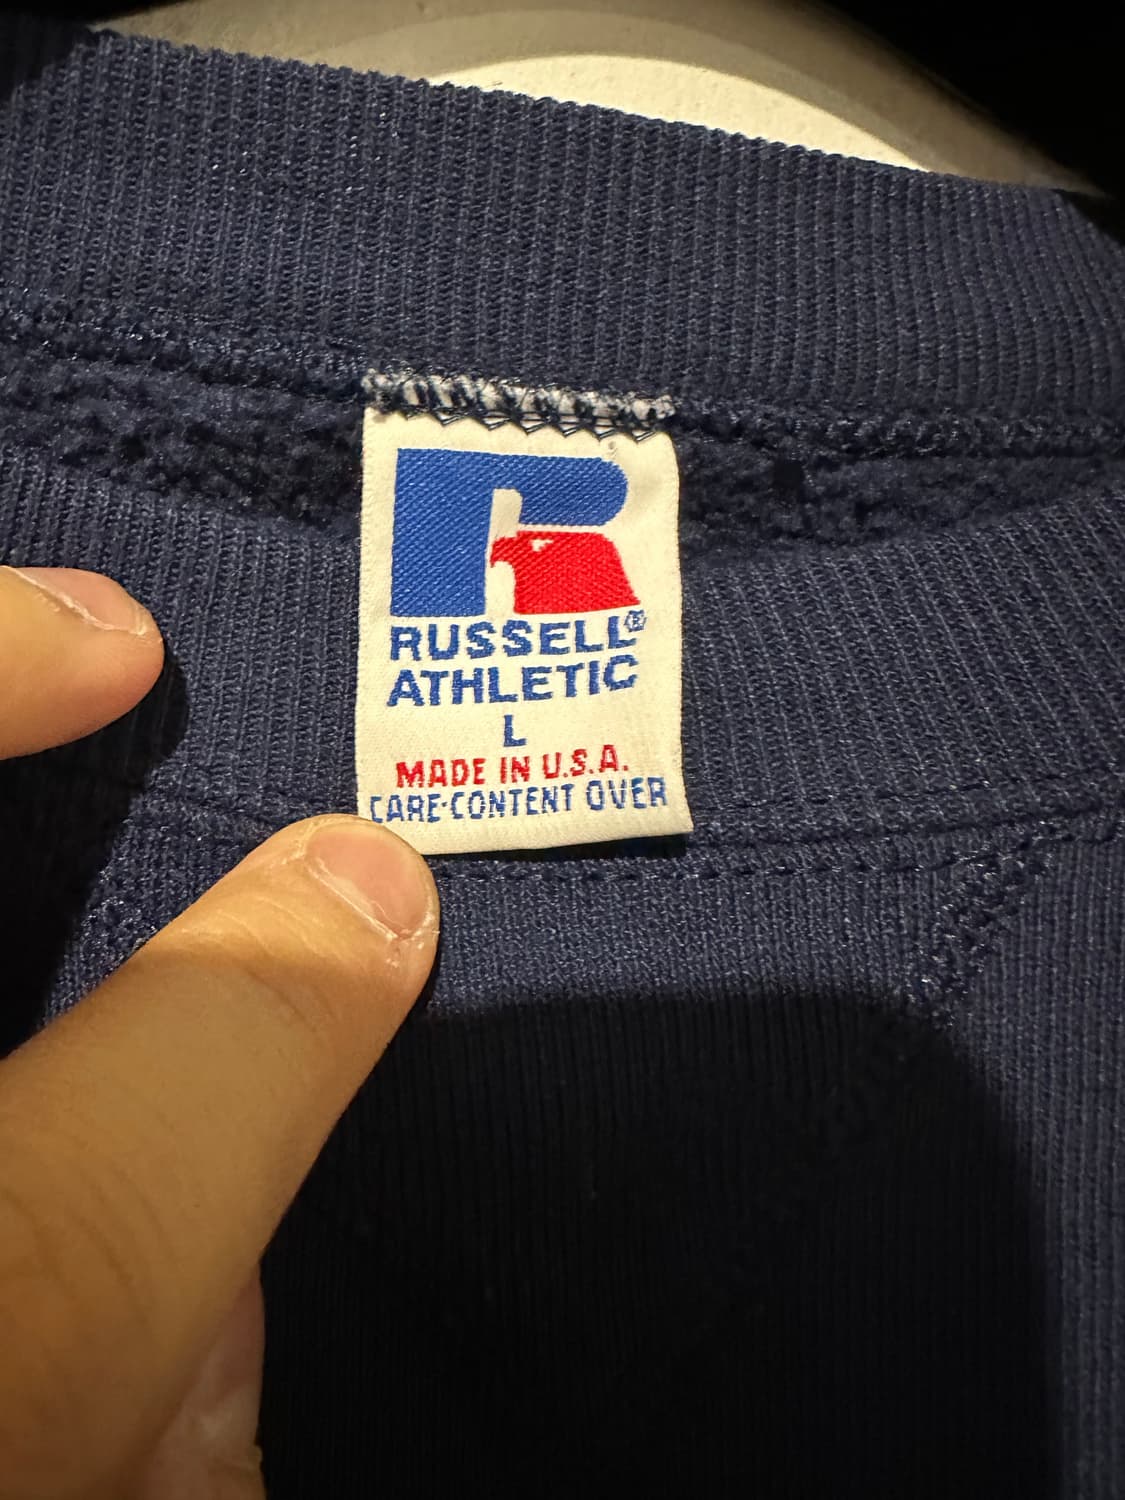 RUSSELL®
ATHLETIC
L
MADE IN U.S.A.
CARE·CONTENT OVER